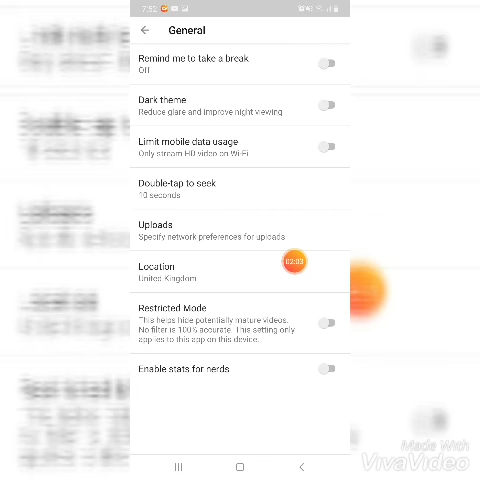 7:52
General
Remind me to take a break
Off
Dark theme
Reduce glare and improve night viewing
Limit mobile data usage
Only stream HD video on Wi-Fi
Double-tap to seek
10 seconds
Uploads
Specify network preferences for uploads
02:03
Location
United Kingdom
Restricted Mode
This helps hide potentially mature videos.
No filter is 100% accurate. This setting only
applies to this app on this device.
Enable stats for nerds
Made With
VivaVideo